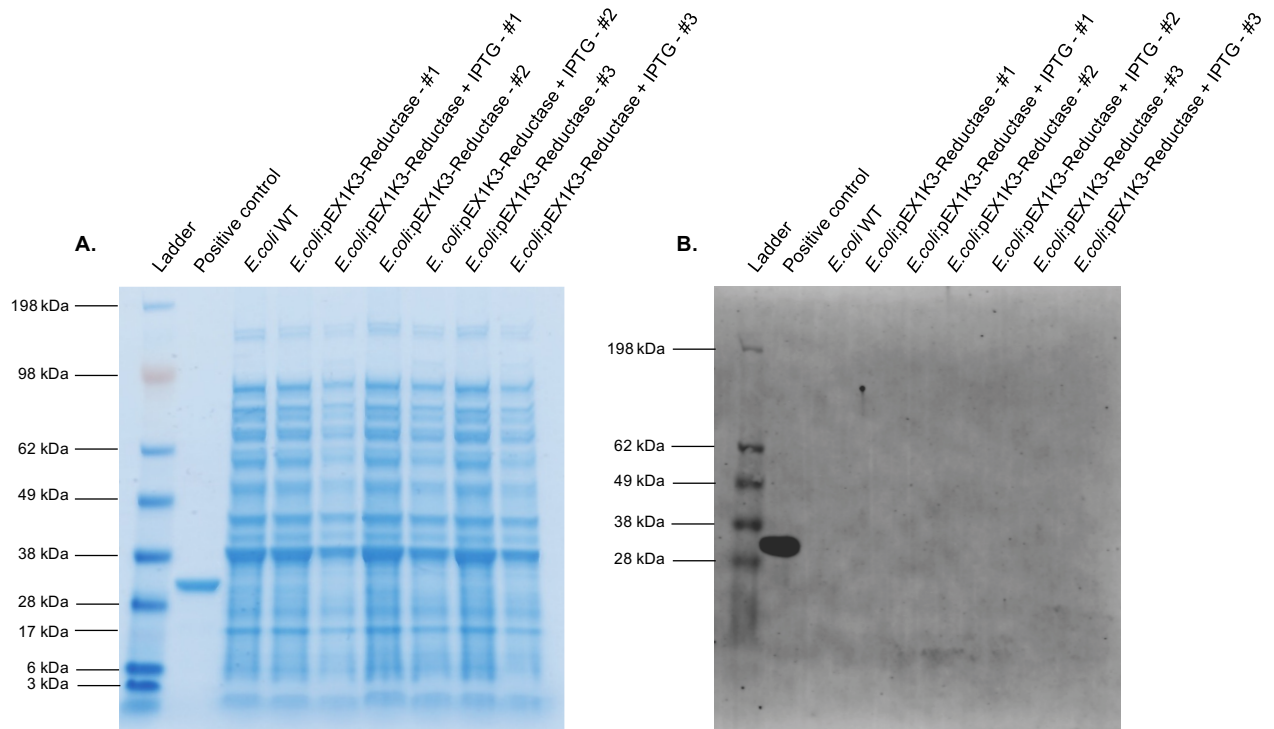 A.
Ladder
Positive control
E.coli WT
E.coli:pEX1K3-Reductase - #1
E.coli:pEX1K3-Reductase + IPTG - #1
E.coli:pEX1K3-Reductase - #2
E. coli:pEX1K3-Reductase + IPTG - #2
E.coli:pEX1K3-Reductase - #3
E.coli:pEX1K3-Reductase + IPTG - #3
198 kDa
98 kDa
62 kDa
49 kDa
38 kDa
28 kDa
17 kDa
6 kDa
3 kDa
B.
Ladder
Positive control
E.coli WT
E.coli:pEX1K3-Reductase - #1
E.coli:pEX1K3-Reductase + IPTG - #1
E.coli:pEX1K3-Reductase - #2
E.coli:pEX1K3-Reductase + IPTG - #2
E.coli:pEX1K3-Reductase - #3
E.coli:pEX1K3-Reductase + IPTG - #3
198 kDa
62 kDa
49 kDa
38 kDa
28 kDa